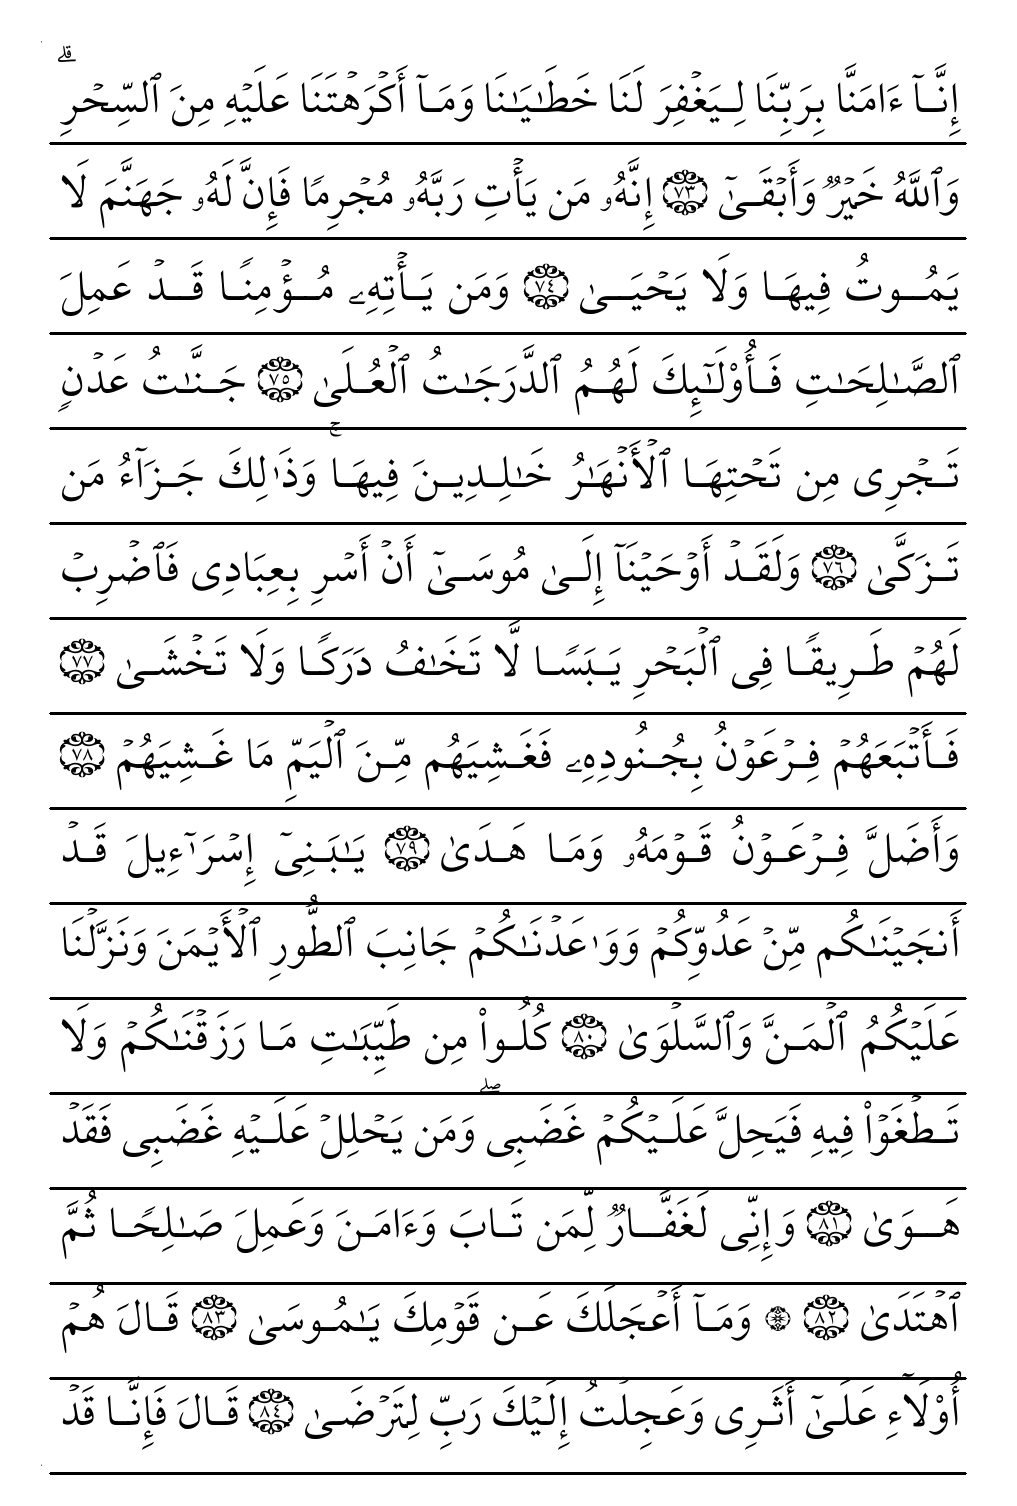 إِنَّآ ءَامَنَّا بِرَبِّنَا لِيَغْفِرَ لَنَا خَطَـٰيَـٰنَا وَمَآ أَكْرَهْتَنَا عَلَيْهِ مِنَ ٱلسِّحْرِ ۗ
وَٱللَّهُ خَيْرٌ وَأَبْقَىٰٓ ﴿٧٣﴾ إِنَّهُۥ مَن يَأْتِ رَبَّهُۥ مُجْرِمًا فَإِنَّ لَهُۥ جَهَنَّمَ لَا
يَمُوتُ فِيهَا وَلَا يَحْيَىٰ ﴿٧٤﴾ وَمَن يَأْتِهِۦ مُؤْمِنًا قَدْ عَمِلَ
ٱلصَّـٰلِحَـٰتِ فَأُو۟لَـٰٓئِكَ لَهُمُ ٱلدَّرَجَـٰتُ ٱلْعُلَىٰ ﴿٧٥﴾ جَنَّـٰتُ عَدْنٍ
تَجْرِى مِن تَحْتِهَا ٱلْأَنْهَـٰرُ خَـٰلِدِينَ فِيهَا ۚ وَذَٰلِكَ جَزَآءُ مَن
تَزَكَّىٰ ﴿٧٦﴾ وَلَقَدْ أَوْحَيْنَآ إِلَىٰ مُوسَىٰٓ أَنْ أَسْرِ بِعِبَادِى فَٱضْرِبْ
لَهُمْ طَرِيقًا فِى ٱلْبَحْرِ يَبَسًا لَّا تَخَـٰفُ دَرَكًا وَلَا تَخْشَىٰ ﴿٧٧﴾
فَأَتْبَعَهُمْ فِرْعَوْنُ بِجُنُودِهِۦ فَغَشِيَهُم مِّنَ ٱلْيَمِّ مَا غَشِيَهُمْ ﴿٧٨﴾
وَأَضَلَّ فِرْعَوْنُ قَوْمَهُۥ وَمَا هَدَىٰ ﴿٧٩﴾ يَـٰبَنِىٓ إِسْرَٰٓءِيلَ قَدْ
أَنجَيْنَـٰكُم مِّنْ عَدُوِّكُمْ وَوَٰعَدْنَـٰكُمْ جَانِبَ ٱلطُّورِ ٱلْأَيْمَنَ وَنَزَّلْنَا
عَلَيْكُمُ ٱلْمَنَّ وَٱلسَّلْوَىٰ ﴿٨٠﴾ كُلُوا۟ مِن طَيِّبَـٰتِ مَا رَزَقْنَـٰكُمْ وَلَا
تَطْغَوْا۟ فِيهِ فَيَحِلَّ عَلَيْكُمْ غَضَبِى ۖ وَمَن يَحْلِلْ عَلَيْهِ غَضَبِى فَقَدْ
هَوَىٰ ﴿٨١﴾ وَإِنِّى لَغَفَّارٌ لِّمَن تَابَ وَءَامَنَ وَعَمِلَ صَـٰلِحًا ثُمَّ
ٱهْتَدَىٰ ﴿٨٢﴾ ۞ وَمَآ أَعْجَلَكَ عَن قَوْمِكَ يَـٰمُوسَىٰ ﴿٨٣﴾ قَالَ هُمْ
أُو۟لَآءِ عَلَىٰٓ أَثَرِى وَعَجِلْتُ إِلَيْكَ رَبِّ لِتَرْضَىٰ ﴿٨٤﴾ قَالَ فَإِنَّا قَدْ